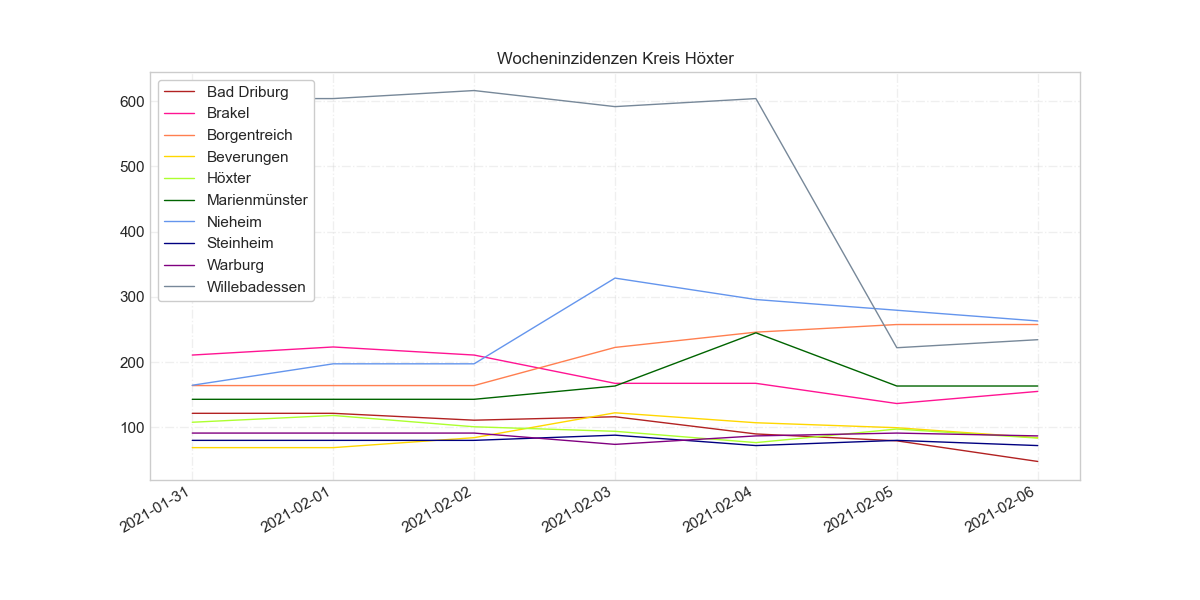 Wocheninzidenzen Kreis Höxter
600
500
400
300
200
100
Bad Driburg
Brakel
Borgentreich
Beverungen
Höxter
Marienmünster
Nieheim
Steinheim
Warburg
Willebadessen
2021-01-31
2021-02-01
2021-02-02
2021-02-03
2021-02-04
2021-02-05
2021-02-06